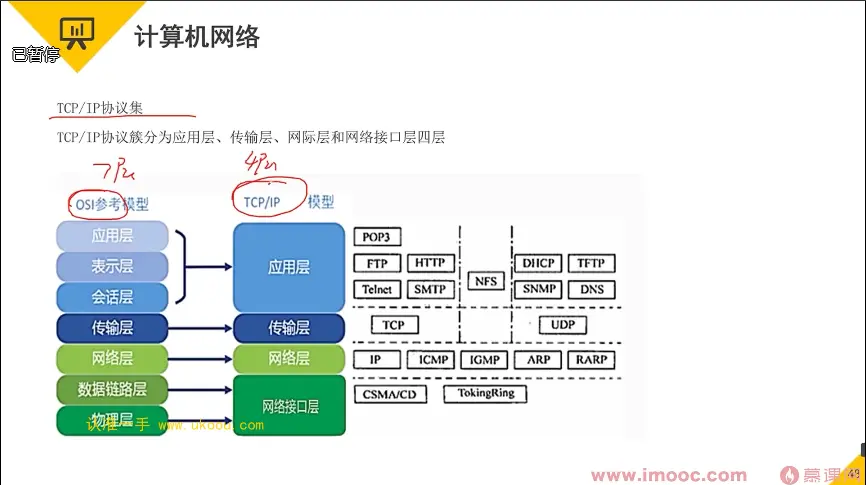 计算机网络
已暂停
TCP/IP协议集
TCP/IP协议簇分为应用层、传输层、网际层和网络接口层四层
7层
4层
OSI参考模型
TCP/IP 模型
应用层
表示层
会话层
传输层
网络层
数据链路层
物理层
应用层
传输层
网络层
网络接口层
POP3
FTP HTTP NFS DHCP TFTP
Telnet SMTP SNMP DNS
TCP UDP
IP ICMP IGMP ARP RARP
CSMA/CD TokingRing
认准一手 www.ukoou.com
www.imooc.com 慕课
48